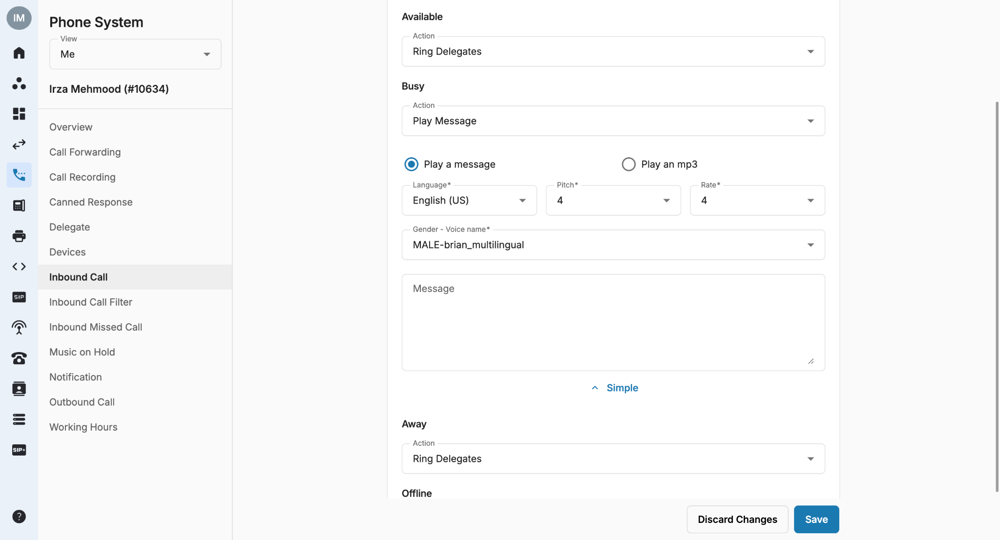 IM
SIP
SIP+
?
Phone System
View
Me
Irza Mehmood (#10634)
Overview
Call Forwarding
Call Recording
Canned Response
Delegate
Devices
Inbound Call
Inbound Call Filter
Inbound Missed Call
Music on Hold
Notification
Outbound Call
Working Hours
Available
Action
Ring Delegates
Busy
Action
Play Message
Play a message
Play an mp3
Language*
English (US)
Pitch*
4
Rate*
4
Gender - Voice name*
MALE-brian_multilingual
Message
Simple
Away
Action
Ring Delegates
Offline
Discard Changes
Save